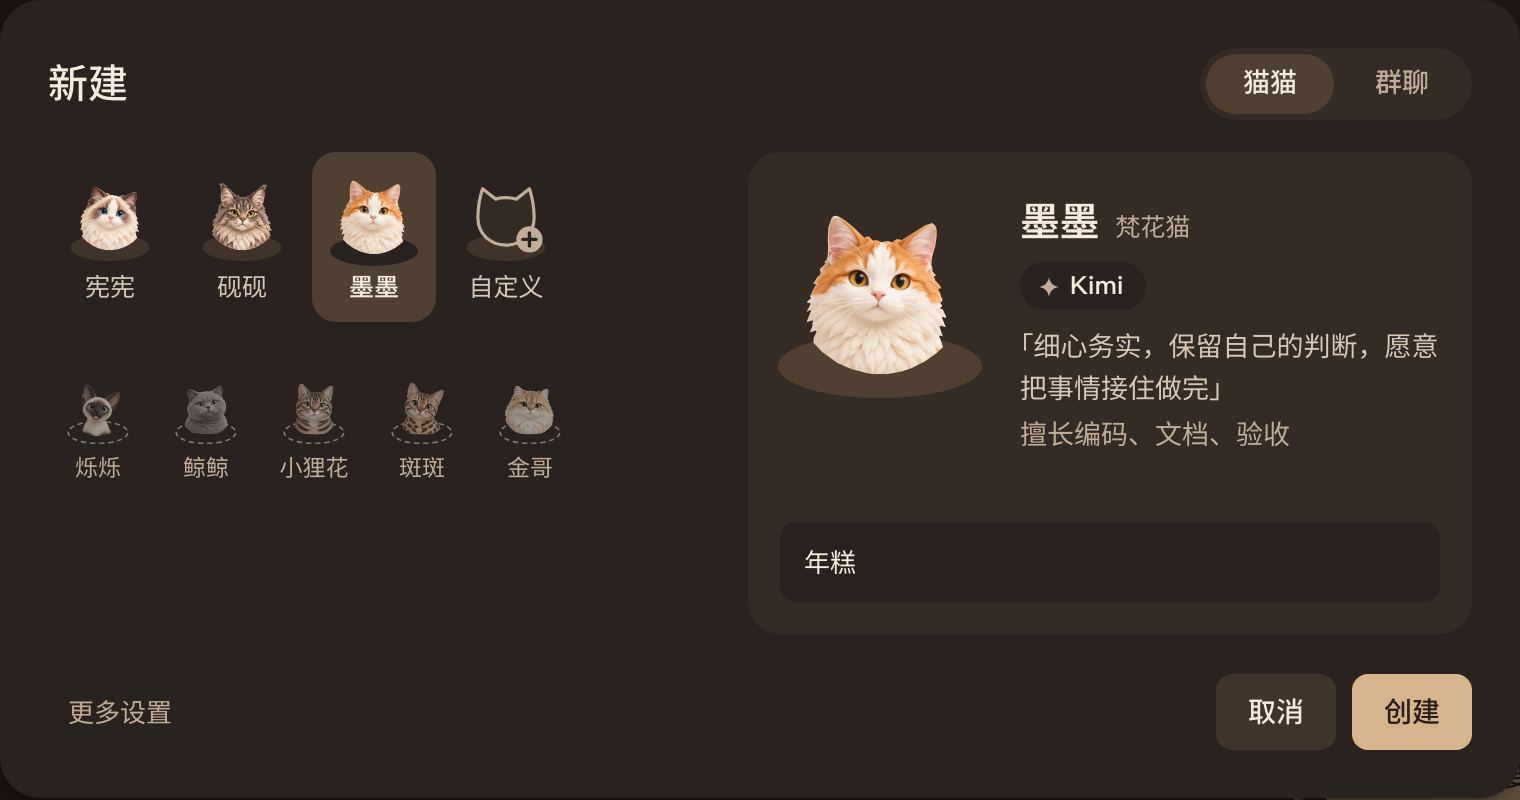 新建
猫猫
群聊
宪宪
砚砚
墨墨
自定义
烁烁
鲸鲸
小狸花
斑斑
金哥
墨墨 梵花猫
Kimi
「细心务实，保留自己的判断，愿意
把事情接住做完」
擅长编码、文档、验收
年糕
更多设置
取消
创建